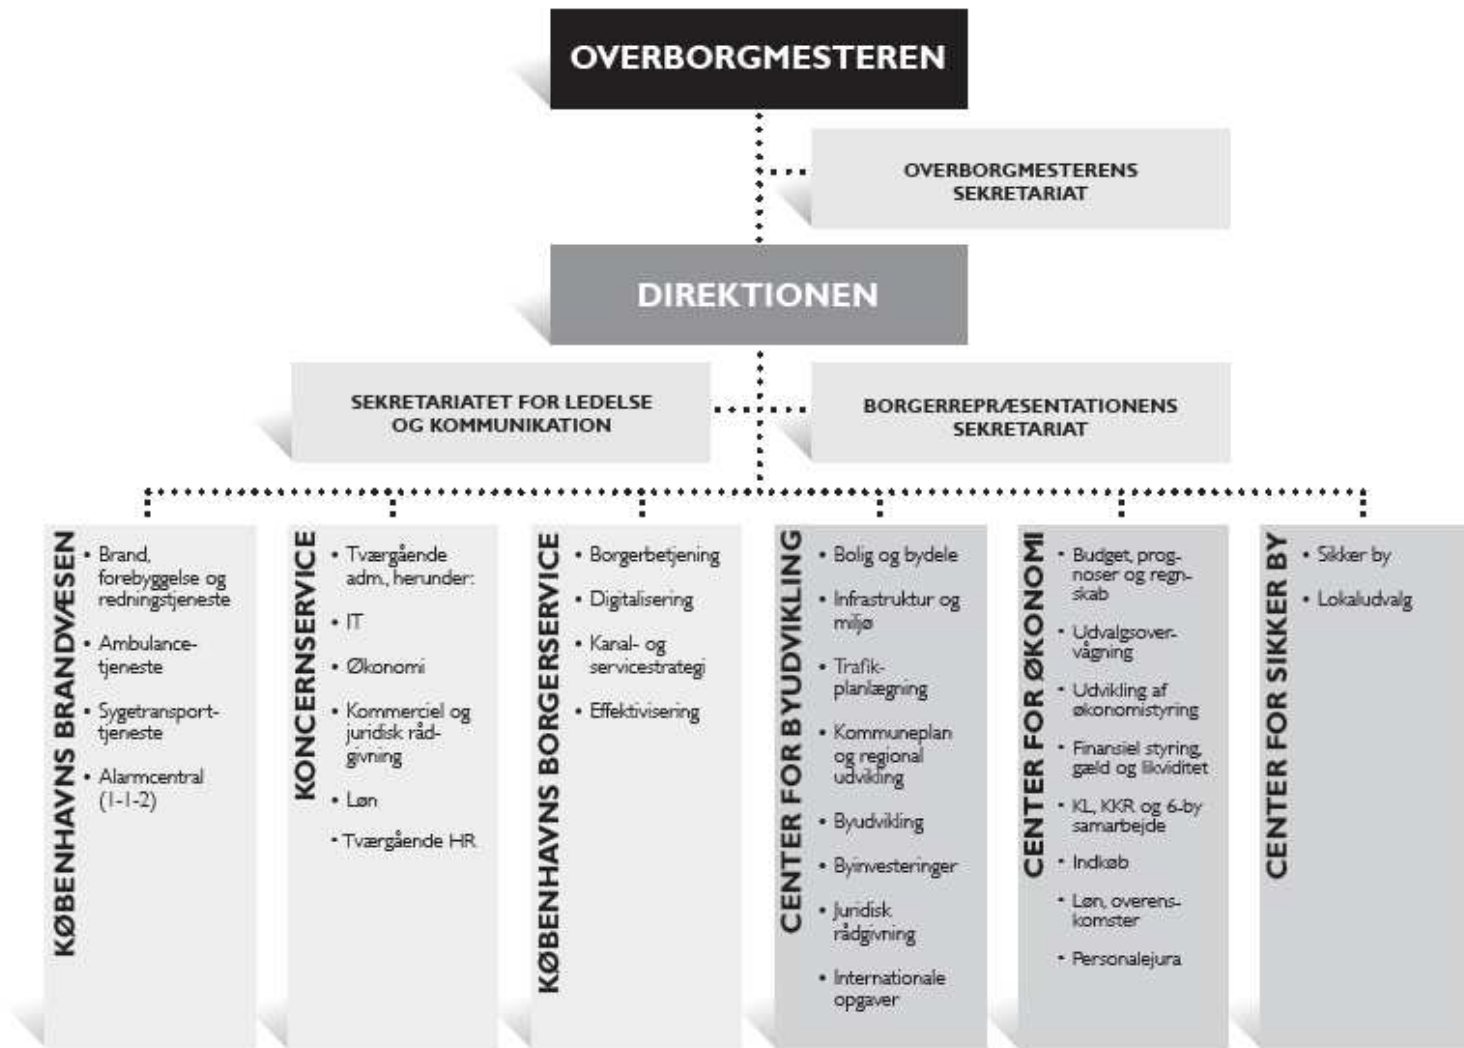 OVERBORGMESTEREN
OVERBORGMESTERENS
SEKRETARIAT
DIREKTIONEN
SEKRETARIATET FOR LEDELSE
OG KOMMUNIKATION
BORGERREPRÆSENTATIONENS
SEKRETARIAT
KØBENHAVNS BRANDVÆSEN
• Brand,
forebyggelse og
redningstjeneste
• Ambulance-
tjeneste
• Sygetransport-
tjeneste
• Alarmcentral
(1-1-2)
KONCERNSERVICE
• Tværgående
adm., herunder:
• IT
• Økonomi
• Kommerciel og
juridisk råd-
givning
• Løn
• Tværgående HR
KØBENHAVNS BORGERSERVICE
• Borgerbetjening
• Digitalisering
• Kanal- og
servicestrategi
• Effektivisering
CENTER FOR BYUDVIKLING
• Bolig og bydele
• Infrastruktur og
miljø
• Trafik-
planlægning
• Kommuneplan
og regional
udvikling
• Byudvikling
• Byinvesteringer
• Juridisk
rådgivning
• Internationale
opgaver
CENTER FOR ØKONOMI
• Budget, prog-
noser og regn-
skab
• Udvalgsover-
vågning
• Udvikling af
økonomistyring
• Finansiel styring,
gæld og likviditet
• KL, KKR og 6-by
samarbejde
• Indkøb
• Løn, overens-
komster
• Personalejura
CENTER FOR SIKKER BY
• Sikker by
• Lokaludvalg